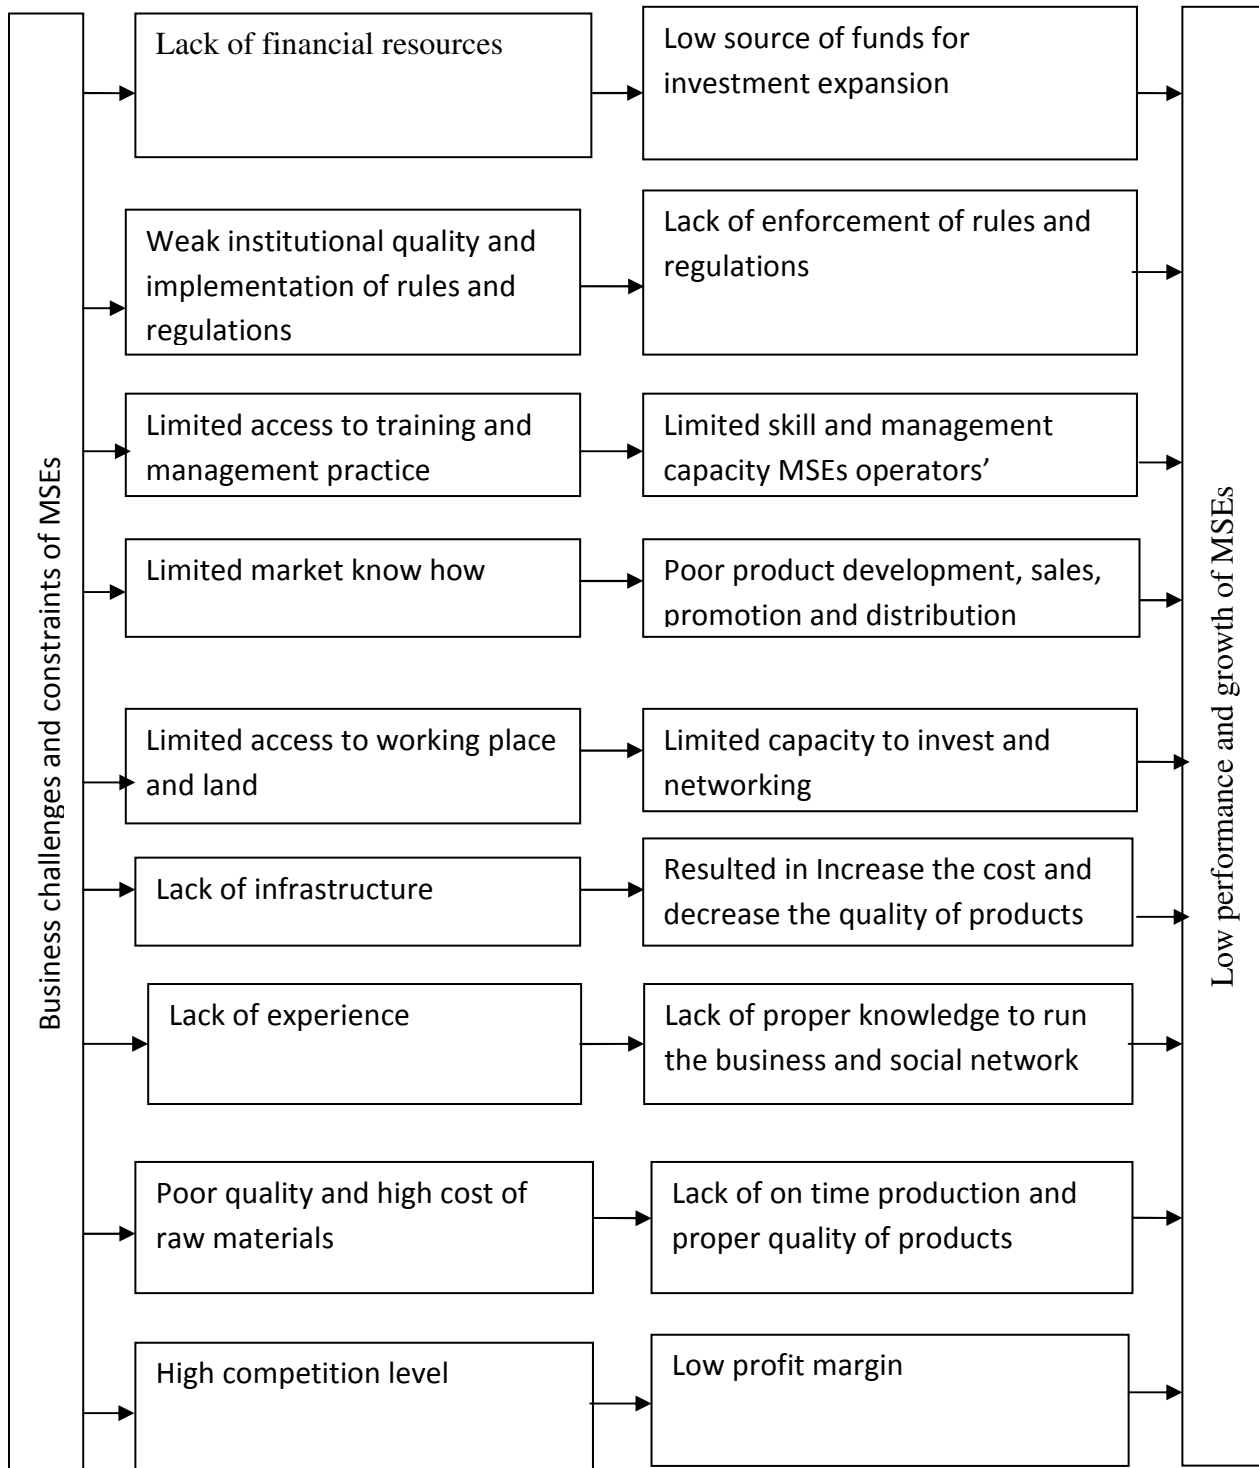 Business challenges and constraints of MSEs
Lack of financial resources
Low source of funds for
investment expansion
Weak institutional quality and
implementation of rules and
regulations
Lack of enforcement of rules and
regulations
Limited access to training and
management practice
Limited skill and management
capacity MSEs operators’
Limited market know how
Poor product development, sales,
promotion and distribution
Limited access to working place
and land
Limited capacity to invest and
networking
Lack of infrastructure
Resulted in Increase the cost and
decrease the quality of products
Lack of experience
Lack of proper knowledge to run
the business and social network
Poor quality and high cost of
raw materials
Lack of on time production and
proper quality of products
High competition level
Low profit margin
Low performance and growth of MSEs